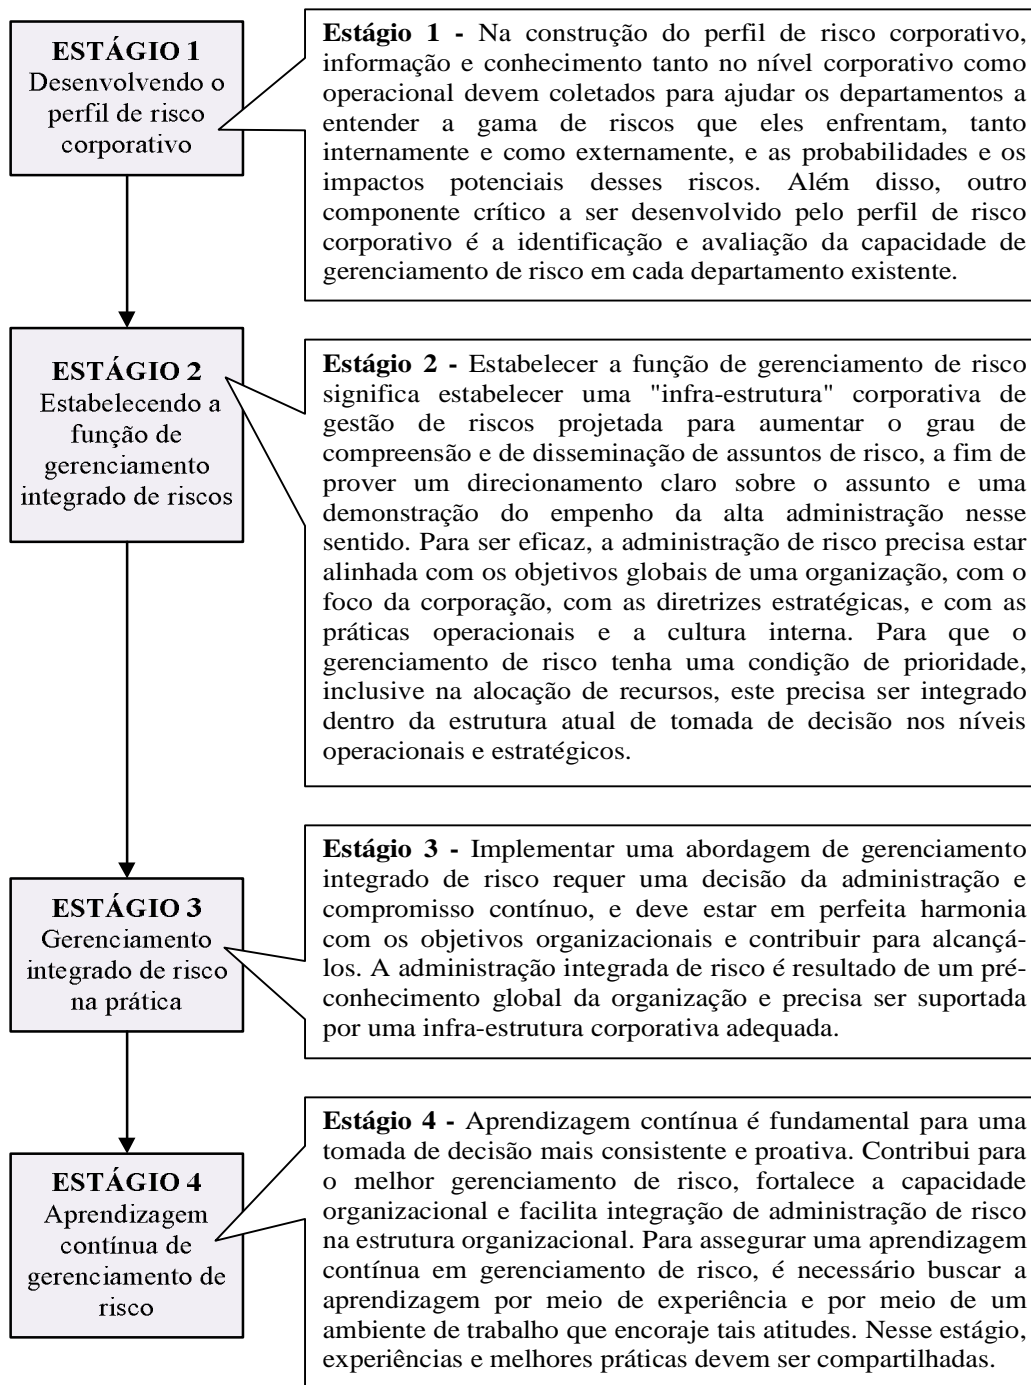 ESTÁGIO 1
Desenvolvendo o
perfil de risco
corporativo
Estágio 1 - Na construção do perfil de risco corporativo,
informação e conhecimento tanto no nível corporativo como
operacional devem coletados para ajudar os departamentos a
entender a gama de riscos que eles enfrentam, tanto
internamente e como externamente, e as probabilidades e os
impactos potenciais desses riscos. Além disso, outro
componente crítico a ser desenvolvido pelo perfil de risco
corporativo é a identificação e avaliação da capacidade de
gerenciamento de risco em cada departamento existente.
ESTÁGIO 2
Estabelecendo a
função de
gerenciamento
integrado de riscos
Estágio 2 - Estabelecer a função de gerenciamento de risco
significa estabelecer uma "infra-estrutura" corporativa de
gestão de riscos projetada para aumentar o grau de
compreensão e de disseminação de assuntos de risco, a fim de
prover um direcionamento claro sobre o assunto e uma
demonstração do empenho da alta administração nesse
sentido. Para ser eficaz, a administração de risco precisa estar
alinhada com os objetivos globais de uma organização, com o
foco da corporação, com as diretrizes estratégicas, e com as
práticas operacionais e a cultura interna. Para que o
gerenciamento de risco tenha uma condição de prioridade,
inclusive na alocação de recursos, este precisa ser integrado
dentro da estrutura atual de tomada de decisão nos níveis
operacionais e estratégicos.
ESTÁGIO 3
Gerenciamento
integrado de risco
na prática
Estágio 3 - Implementar uma abordagem de gerenciamento
integrado de risco requer uma decisão da administração e
compromisso contínuo, e deve estar em perfeita harmonia
com os objetivos organizacionais e contribuir para alcançá-
los. A administração integrada de risco é resultado de um pré-
conhecimento global da organização e precisa ser suportada
por uma infra-estrutura corporativa adequada.
ESTÁGIO 4
Aprendizagem
contínua de
gerenciamento de
risco
Estágio 4 - Aprendizagem contínua é fundamental para uma
tomada de decisão mais consistente e proativa. Contribui para
o melhor gerenciamento de risco, fortalece a capacidade
organizacional e facilita integração de administração de risco
na estrutura organizacional. Para assegurar uma aprendizagem
contínua em gerenciamento de risco, é necessário buscar a
aprendizagem por meio de experiência e por meio de um
ambiente de trabalho que encoraje tais atitudes. Nesse estágio,
experiências e melhores práticas devem ser compartilhadas.